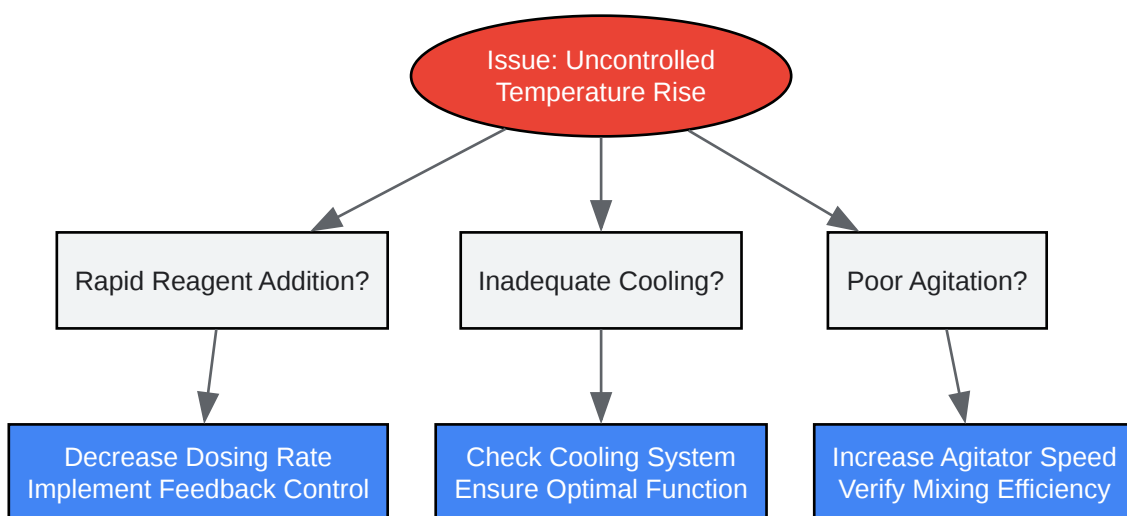 Issue: Uncontrolled
Temperature Rise
Rapid Reagent Addition?
Inadequate Cooling?
Poor Agitation?
Decrease Dosing Rate
Implement Feedback Control
Check Cooling System
Ensure Optimal Function
Increase Agitator Speed
Verify Mixing Efficiency